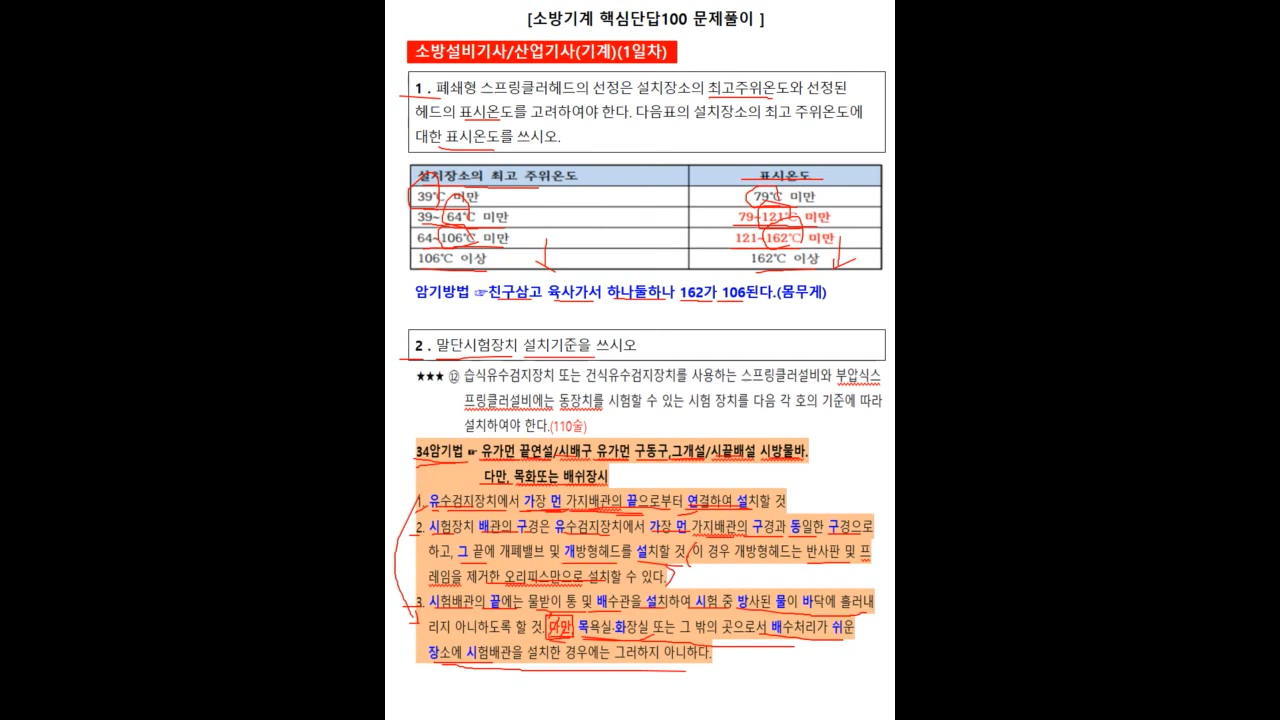 [소방기계 핵심단답100 문제풀이 ]
소방설비기사/산업기사(기계)(1일차)
1 . 폐쇄형 스프링클러헤드의 선정은 설치장소의 최고주위온도와 선정된
헤드의 표시온도를 고려하여야 한다. 다음표의 설치장소의 최고 주위온도에
대한 표시온도를 쓰시오.
설치장소의 최고 주위온도 표시온도
39℃ 미만 79℃ 미만
39~ 64℃ 미만 79~121℃ 미만
64~106℃ 미만 121~162℃ 미만
106℃ 이상 162℃ 이상
암기방법 ☞친구삼고 육사가서 하나둘하나 162가 106된다.(몸무게)
2 . 말단시험장치 설치기준을 쓰시오
★★★ ⑫ 습식유수검지장치 또는 건식유수검지장치를 사용하는 스프링클러설비와 부압식스
프링클러설비에는 동장치를 시험할 수 있는 시험 장치를 다음 각 호의 기준에 따라
설치하여야 한다.(110술)
34암기법 ☞ 유가먼 끝연설/시배구 유가먼 구동구,그개설/시끝배설 시방물바.
다만, 목화또는 배쉬장시
1. 유수검지장치에서 가장 먼 가지배관의 끝으로부터 연결하여 설치할 것
2. 시험장치 배관의 구경은 유수검지장치에서 가장 먼 가지배관의 구경과 동일한 구경으로
하고, 그 끝에 개폐밸브 및 개방형헤드를 설치할 것. 이 경우 개방형헤드는 반사판 및 프
레임을 제거한 오리피스만으로 설치할 수 있다.
3. 시험배관의 끝에는 물받이 통 및 배수관을 설치하여 시험 중 방사된 물이 바닥에 흘러내
리지 아니하도록 할 것. 다만, 목욕실·화장실 또는 그 밖의 곳으로서 배수처리가 쉬운
장소에 시험배관을 설치한 경우에는 그러하지 아니하다.